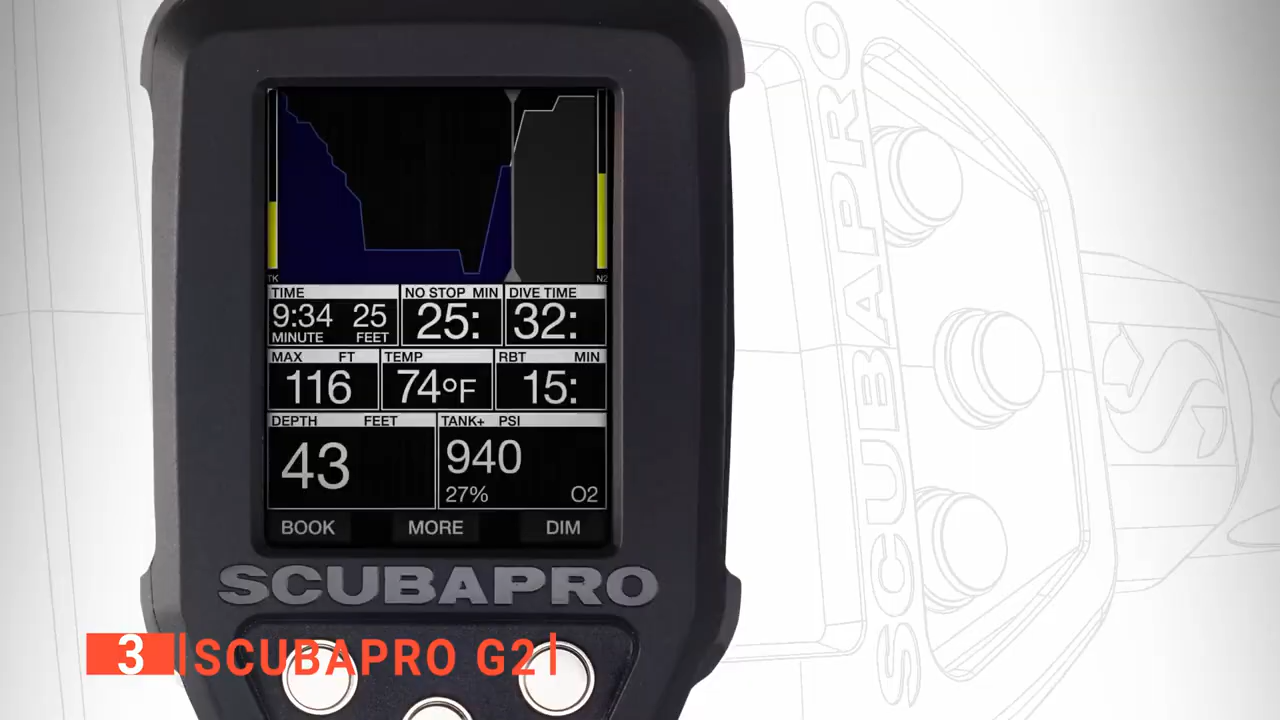 TK
N2
TIME NO STOP MIN DIVE TIME
9:34 25 25: 32:
MINUTE FEET
MAX FT TEMP RBT MIN
116 74ºF 15:
DEPTH FEET TANK+ PSI
43 940
27% O2
BOOK MORE DIM
SCUBAPRO
SCUBAPRO
3 SCUBAPRO G2